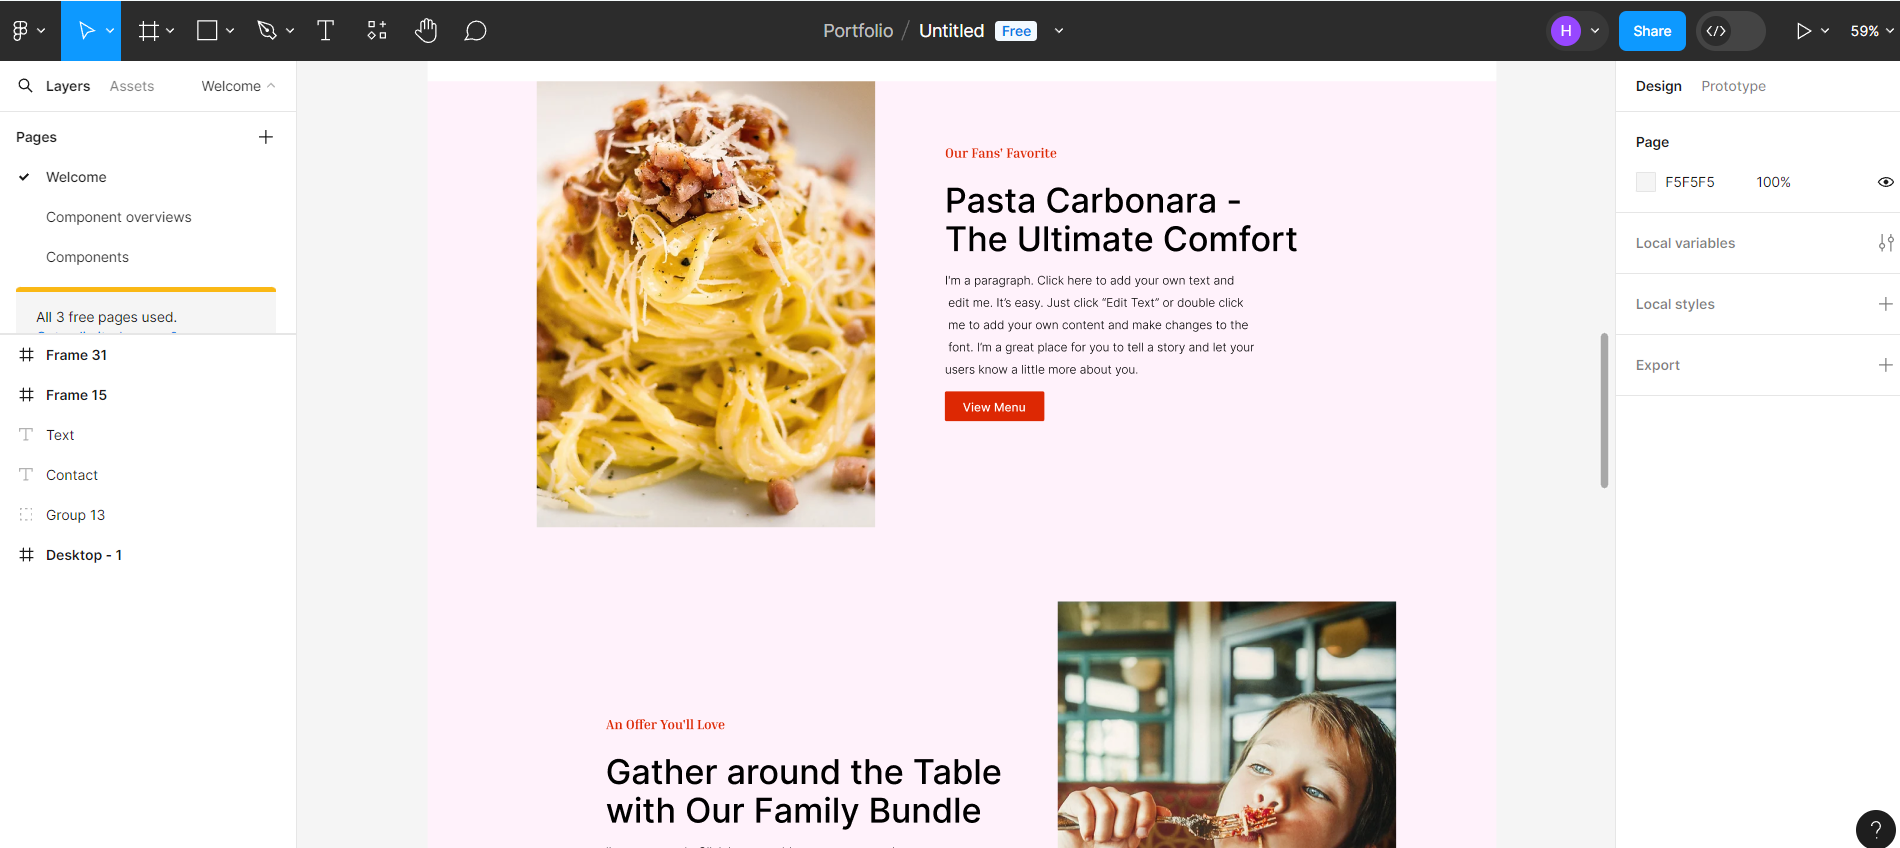 Portfolio / Untitled Free
H
Share
59%
Layers
Assets
Welcome
Pages
Welcome
Component overviews
Components
All 3 free pages used.
Frame 31
Frame 15
Text
Contact
Group 13
Desktop - 1
Our Fans' Favorite
Pasta Carbonara -
The Ultimate Comfort
I'm a paragraph. Click here to add your own text and
edit me. It's easy. Just click “Edit Text” or double click
me to add your own content and make changes to the
font. I'm a great place for you to tell a story and let your
users know a little more about you.
View Menu
An Offer You'll Love
Gather around the Table
with Our Family Bundle
Design
Prototype
Page
F5F5F5 100%
Local variables
Local styles
Export
?